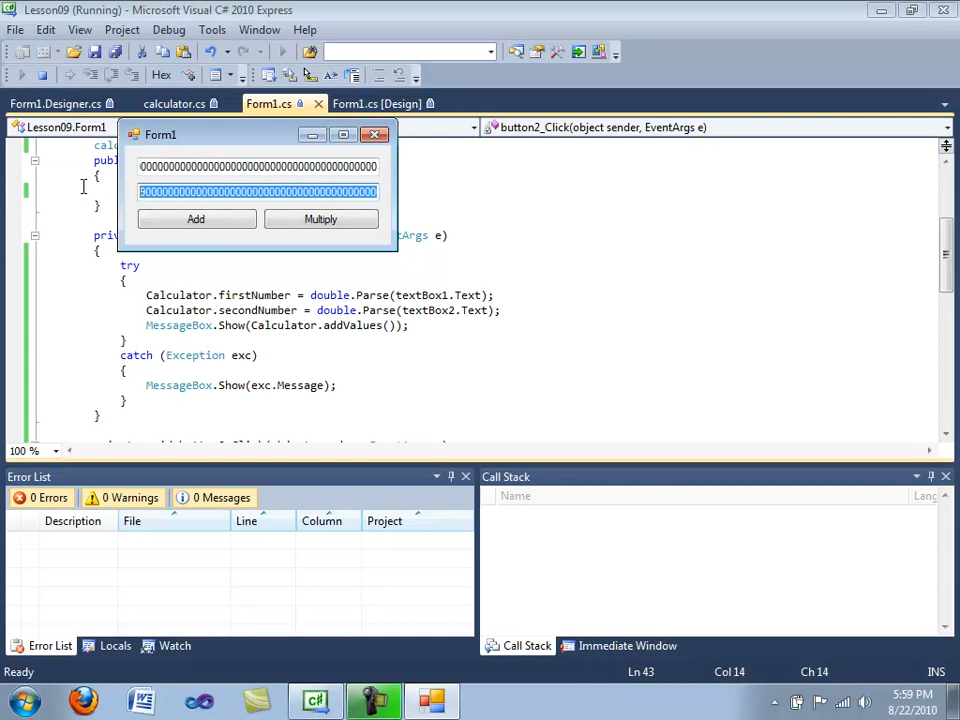 Lesson09 (Running) - Microsoft Visual C# 2010 Express
File Edit View Project Debug Tools Window Help
Hex
Form1.Designer.cs calculator.cs Form1.cs Form1.cs [Design]
Lesson09.Form1 button2_Click(object sender, EventArgs e)
Form1
Add Multiply
{
}
Args e)
{
try
{
Calculator.firstNumber = double.Parse(textBox1.Text);
Calculator.secondNumber = double.Parse(textBox2.Text);
MessageBox.Show(Calculator.addValues());
}
catch (Exception exc)
{
MessageBox.Show(exc.Message);
}
}
100 %
Error List Call Stack
0 Errors 0 Warnings 0 Messages Name Lang
Description File Line Column Project
Error List Locals Watch Call Stack Immediate Window
Ready Ln 43 Col 14 Ch 14 INS
5:59 PM
8/22/2010